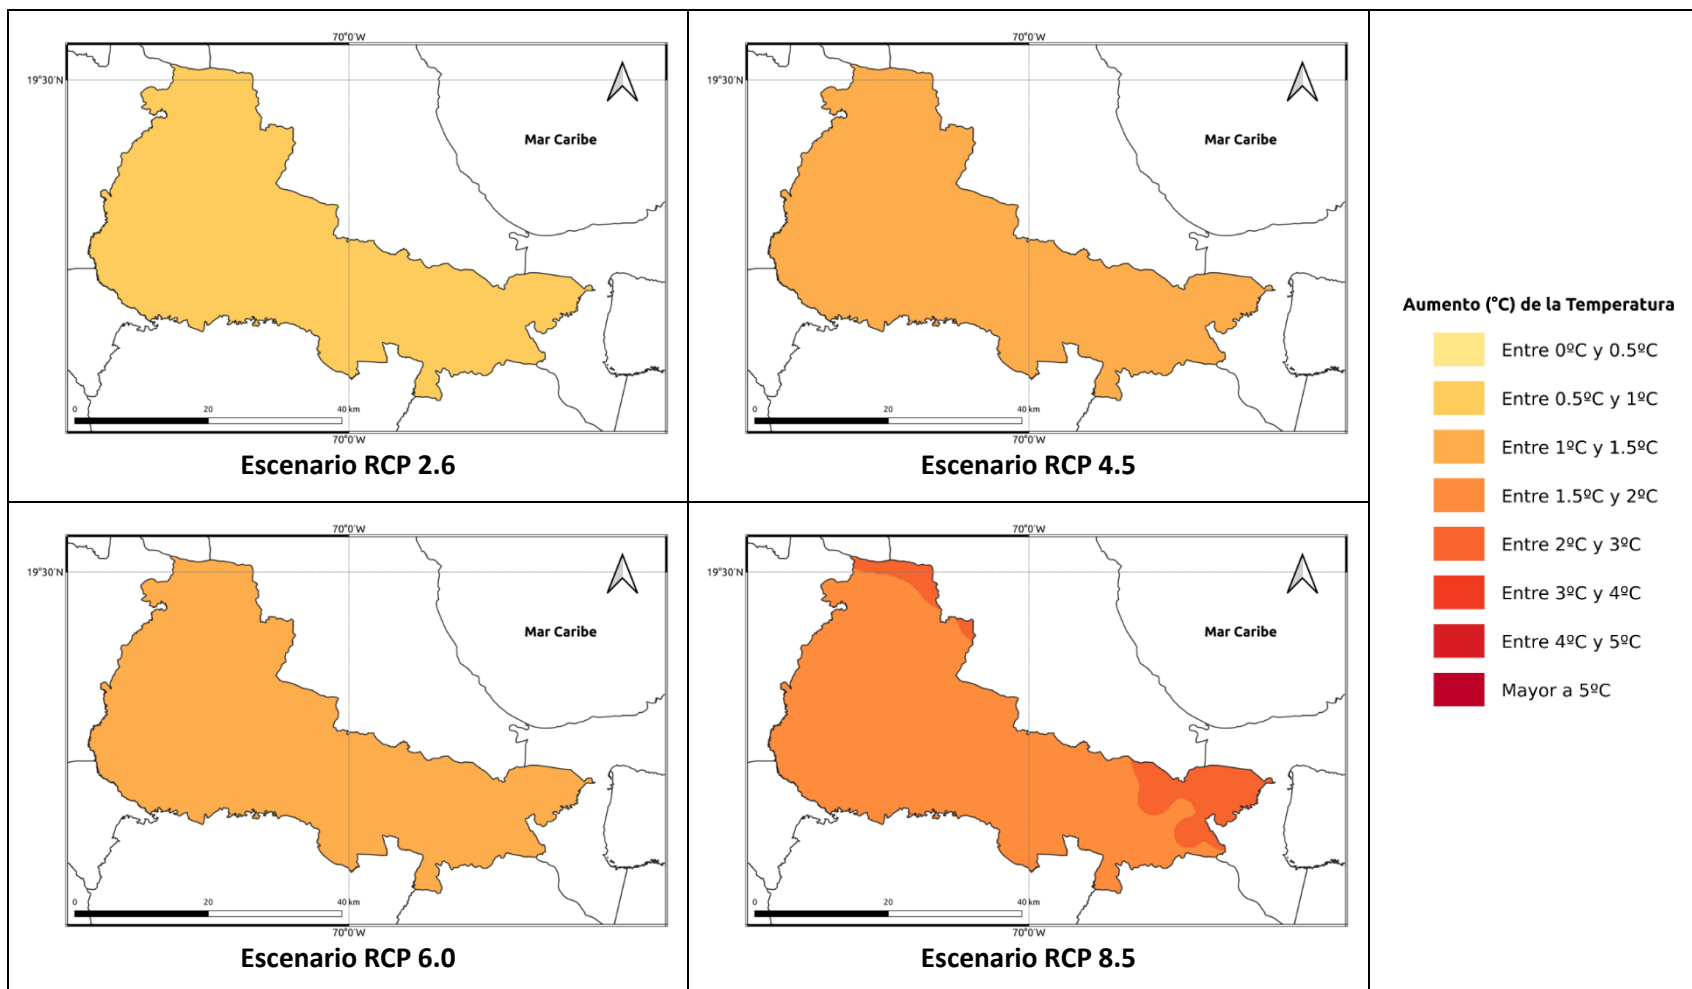 70°0'W
19°30'N
Mar Caribe
0 20 40 km
70°0'W
Escenario RCP 2.6
70°0'W
19°30'N
Mar Caribe
0 20 40 km
70°0'W
Escenario RCP 4.5
70°0'W
19°30'N
Mar Caribe
0 20 40 km
70°0'W
Escenario RCP 6.0
70°0'W
19°30'N
Mar Caribe
0 20 40 km
70°0'W
Escenario RCP 8.5
Aumento (°C) de la Temperatura
Entre 0ºC y 0.5ºC
Entre 0.5ºC y 1ºC
Entre 1ºC y 1.5ºC
Entre 1.5ºC y 2ºC
Entre 2ºC y 3ºC
Entre 3ºC y 4ºC
Entre 4ºC y 5ºC
Mayor a 5ºC